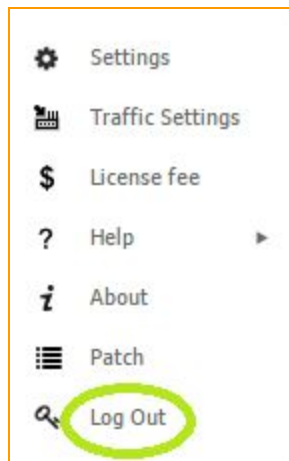 Settings
Traffic Settings
$ License fee
? Help
i About
Patch
Log Out